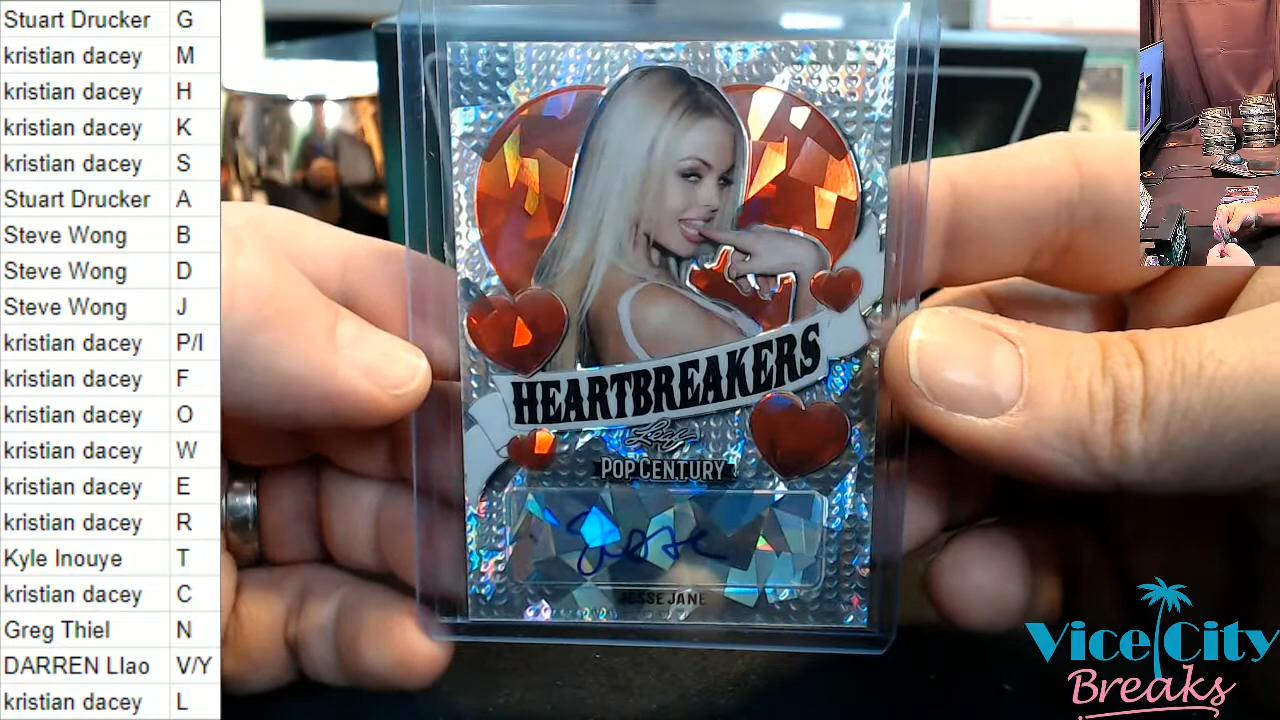 Stuart Drucker G
kristian dacey M
kristian dacey H
kristian dacey K
kristian dacey S
Stuart Drucker A
Steve Wong B
Steve Wong D
Steve Wong J
kristian dacey P/I
kristian dacey F
kristian dacey O
kristian dacey W
kristian dacey E
kristian dacey R
Kyle Inouye T
kristian dacey C
Greg Thiel N
DARREN Llao V/Y
kristian dacey L
HEARTBREAKERS
Leaf
POP CENTURY
Jesse
JESSE JANE
Vice City
Breaks